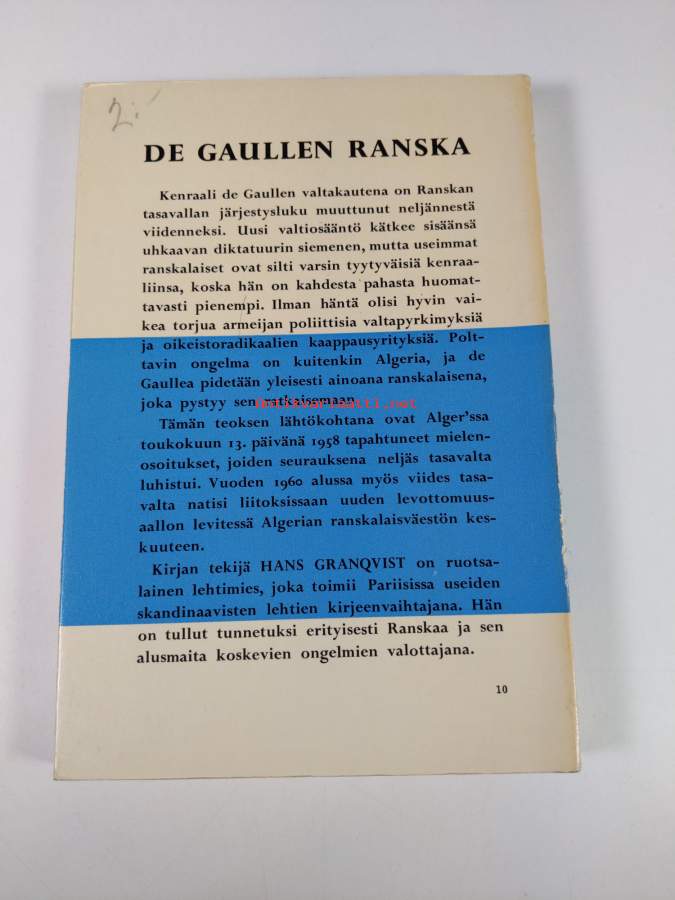 2:-
DE GAULLEN RANSKA
Kenraali de Gaullen valtakautena on Ranskan
tasavallan järjestysluku muuttunut neljännestä
viidenneksi. Uusi valtiosääntö kätkee sisäänsä
uhkaavan diktatuurin siemenen, mutta useimmat
ranskalaiset ovat silti varsin tyytyväisiä kenraa-
liinsa, koska hän on kahdesta pahasta huomat-
tavasti pienempi. Ilman häntä olisi hyvin vai-
kea torjua armeijan poliittisia valtapyrkimyksiä
ja oikeistoradikaalien kaappausyrityksiä. Polt-
tavin ongelma on kuitenkin Algeria, ja de
Gaullea pidetään yleisesti ainoana ranskalaisena,
joka pystyy sen ratkaisemaan.
antikvariaatti.net
Tämän teoksen lähtökohtana ovat Alger'ssa
toukokuun 13. päivänä 1958 tapahtuneet mielen-
osoitukset, joiden seurauksena neljäs tasavalta
luhistui. Vuoden 1960 alussa myös viides tasa-
valta natisi liitoksissaan uuden levottomuus-
aallon levitessä Algerian ranskalaisväestön kes-
kuuteen.
Kirjan tekijä HANS GRANQVIST on ruotsa-
lainen lehtimies, joka toimii Pariisissa useiden
skandinaavisten lehtien kirjeenvaihtajana. Hän
on tullut tunnetuksi erityisesti Ranskaa ja sen
alusmaita koskevien ongelmien valottajana.
10